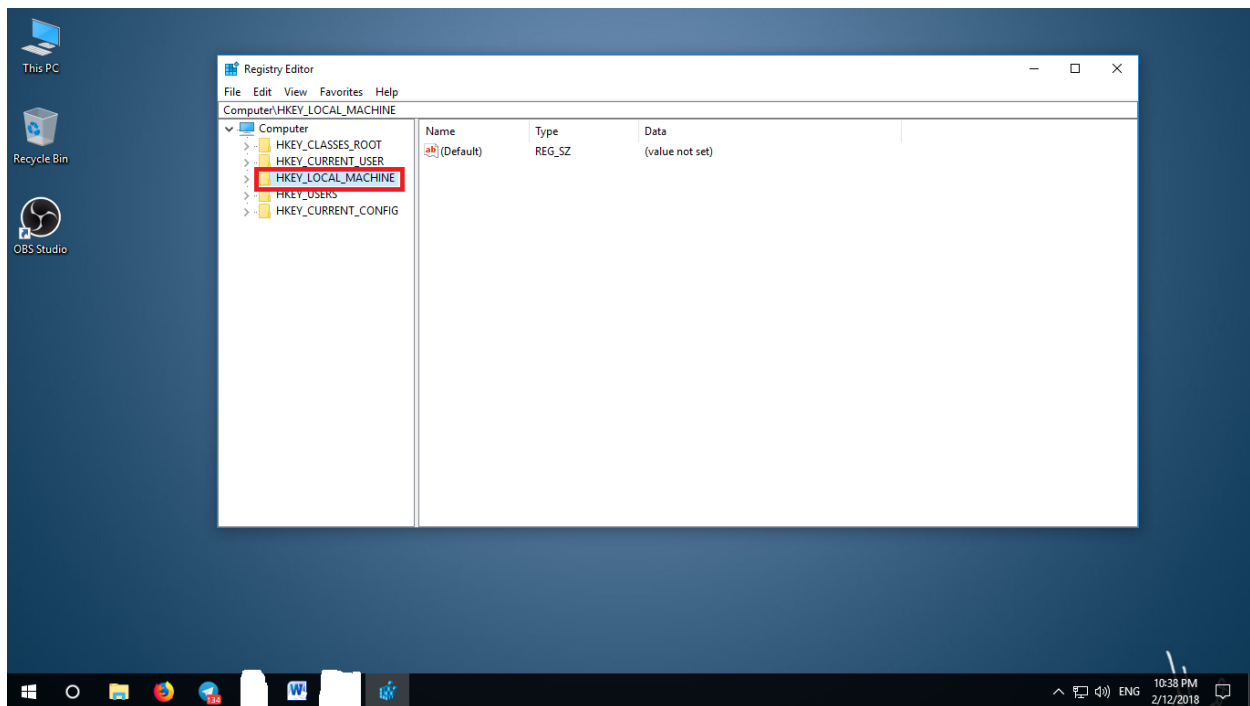 This PC
Recycle Bin
OBS Studio
Registry Editor
File Edit View Favorites Help
Computer\HKEY_LOCAL_MACHINE
Computer
HKEY_CLASSES_ROOT
HKEY_CURRENT_USER
HKEY_LOCAL_MACHINE
HKEY_USERS
HKEY_CURRENT_CONFIG
Name Type Data
ab (Default) REG_SZ (value not set)
W
134
ENG
10:38 PM
2/12/2018